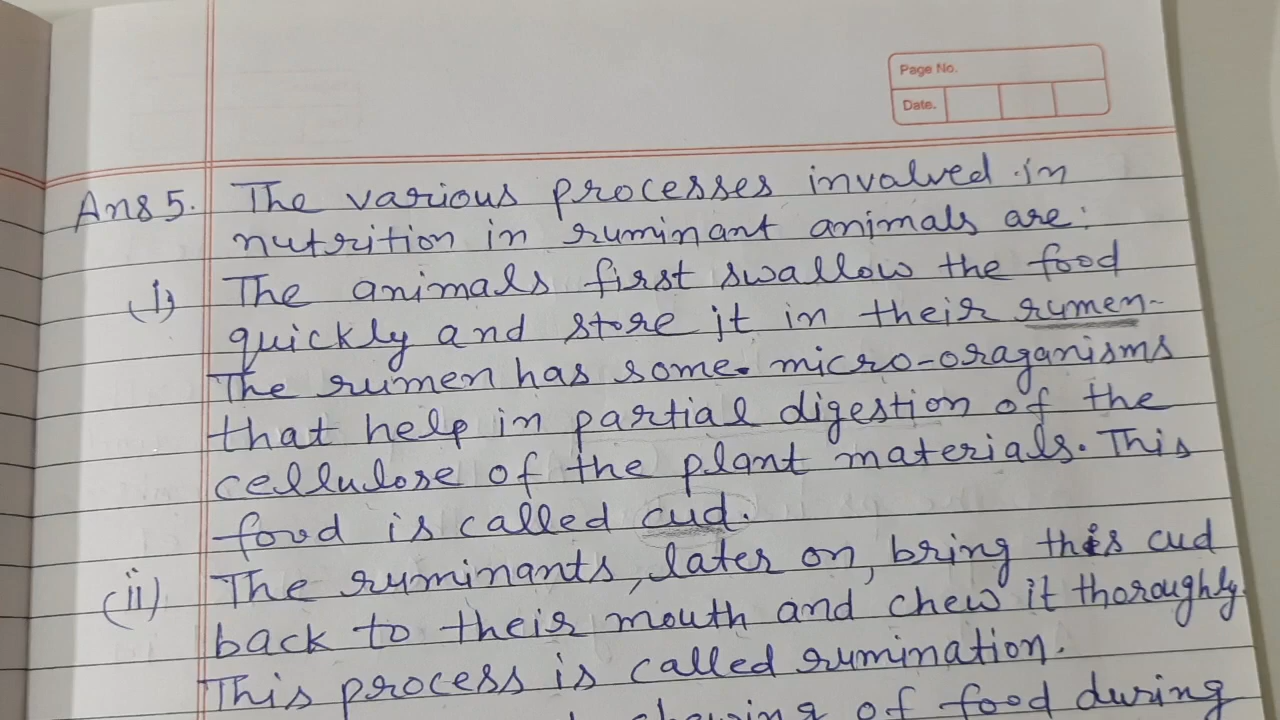 Page No.
Date.
Ans 5. The various processes involved in
nutrition in ruminant animals are:
(i) The animals first swallow the food
quickly and store it in their rumen.
The rumen has some micro-oraganisms
that help in partial digestion of the
cellulose of the plant materials. This
food is called cud.
(ii) The ruminants, later on, bring this cud
back to their mouth and chew it thoroughly.
This process is called rumination.
of food during